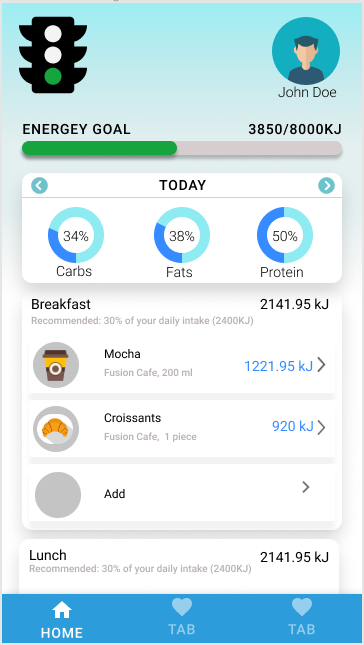 John Doe
ENERGEY GOAL 3850/8000KJ
TODAY
34% 38% 50%
Carbs Fats Protein
Breakfast 2141.95 kJ
Recommended: 30% of your daily intake (2400KJ)
Mocha
Fusion Cafe, 200 ml 1221.95 kJ
Croissants
Fusion Cafe, 1 piece 920 kJ
Add
Lunch 2141.95 kJ
Recommended: 30% of your daily intake (2400KJ)
HOME TAB TAB